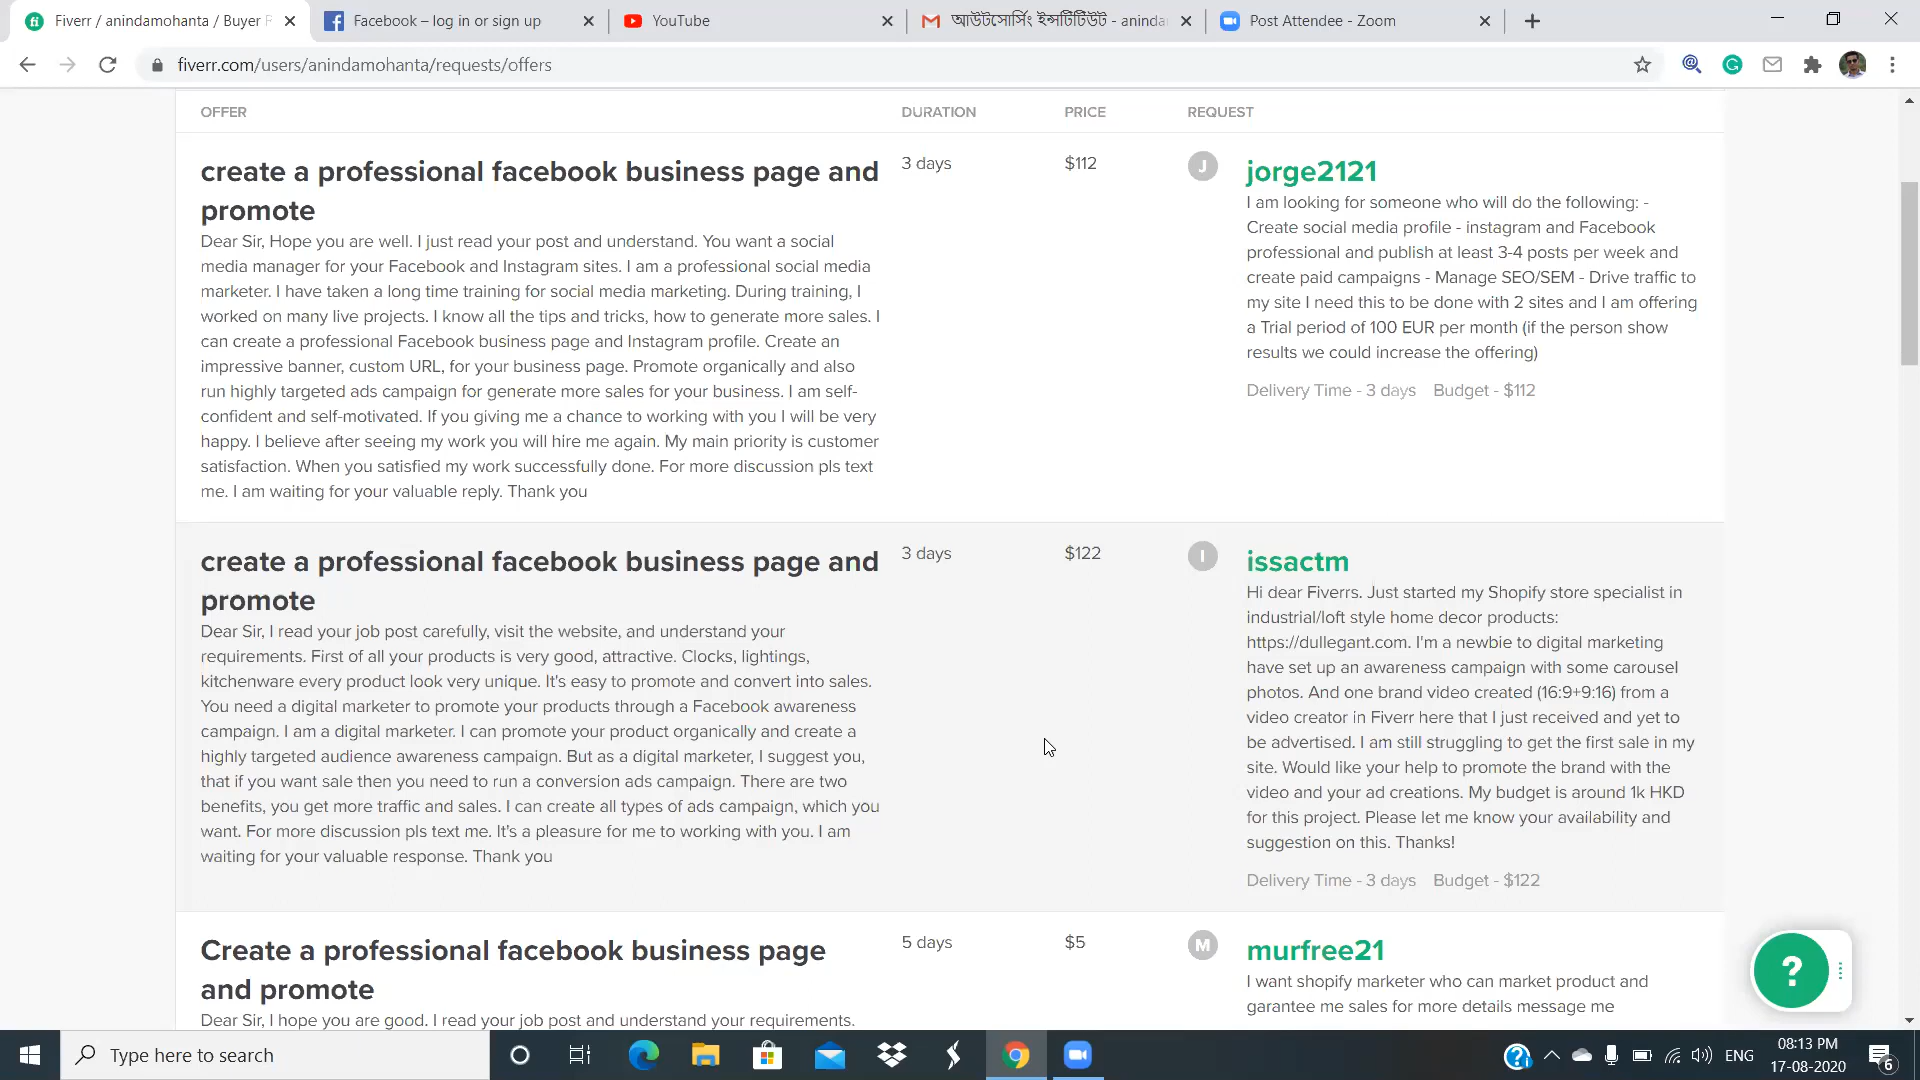 Fiverr / anindamohanta / Buyer R
Facebook – log in or sign up
YouTube
আউটসোর্সিং ইন্সটিটিউট - aninda
Post Attendee - Zoom
fiverr.com/users/anindamohanta/requests/offers
OFFER DURATION PRICE REQUEST
create a professional facebook business page and
promote
Dear Sir, Hope you are well. I just read your post and understand. You want a social
media manager for your Facebook and Instagram sites. I am a professional social media
marketer. I have taken a long time training for social media marketing. During training, I
worked on many live projects. I know all the tips and tricks, how to generate more sales. I
can create a professional Facebook business page and Instagram profile. Create an
impressive banner, custom URL, for your business page. Promote organically and also
run highly targeted ads campaign for generate more sales for your business. I am self-
confident and self-motivated. If you giving me a chance to working with you I will be very
happy. I believe after seeing my work you will hire me again. My main priority is customer
satisfaction. When you satisfied my work successfully done. For more discussion pls text
me. I am waiting for your valuable reply. Thank you
3 days
$112
J
jorge2121
I am looking for someone who will do the following: -
Create social media profile - instagram and Facebook
professional and publish at least 3-4 posts per week and
create paid campaigns - Manage SEO/SEM - Drive traffic to
my site I need this to be done with 2 sites and I am offering
a Trial period of 100 EUR per month (if the person show
results we could increase the offering)
Delivery Time - 3 days Budget - $112
create a professional facebook business page and
promote
Dear Sir, I read your job post carefully, visit the website, and understand your
requirements. First of all your products is very good, attractive. Clocks, lightings,
kitchenware every product look very unique. It's easy to promote and convert into sales.
You need a digital marketer to promote your products through a Facebook awareness
campaign. I am a digital marketer. I can promote your product organically and create a
highly targeted audience awareness campaign. But as a digital marketer, I suggest you,
that if you want sale then you need to run a conversion ads campaign. There are two
benefits, you get more traffic and sales. I can create all types of ads campaign, which you
want. For more discussion pls text me. It's a pleasure for me to working with you. I am
waiting for your valuable response. Thank you
3 days
$122
I
issactm
Hi dear Fiverrs. Just started my Shopify store specialist in
industrial/loft style home decor products:
https://dullegant.com. I'm a newbie to digital marketing
have set up an awareness campaign with some carousel
photos. And one brand video created (16:9+9:16) from a
video creator in Fiverr here that I just received and yet to
be advertised. I am still struggling to get the first sale in my
site. Would like your help to promote the brand with the
video and your ad creations. My budget is around 1k HKD
for this project. Please let me know your availability and
suggestion on this. Thanks!
Delivery Time - 3 days Budget - $122
Create a professional facebook business page
and promote
Dear Sir, I hope you are good. I read your job post and understand your requirements.
5 days
$5
M
murfree21
I want shopify marketer who can market product and
garantee me sales for more details message me
?
Type here to search
ENG
08:13 PM
17-08-2020
6